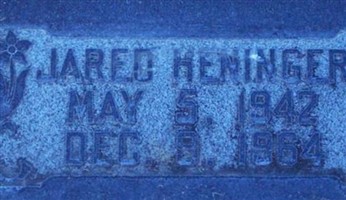 JARED HENINGER
MAY 5, 1942
DEC 9, 1964